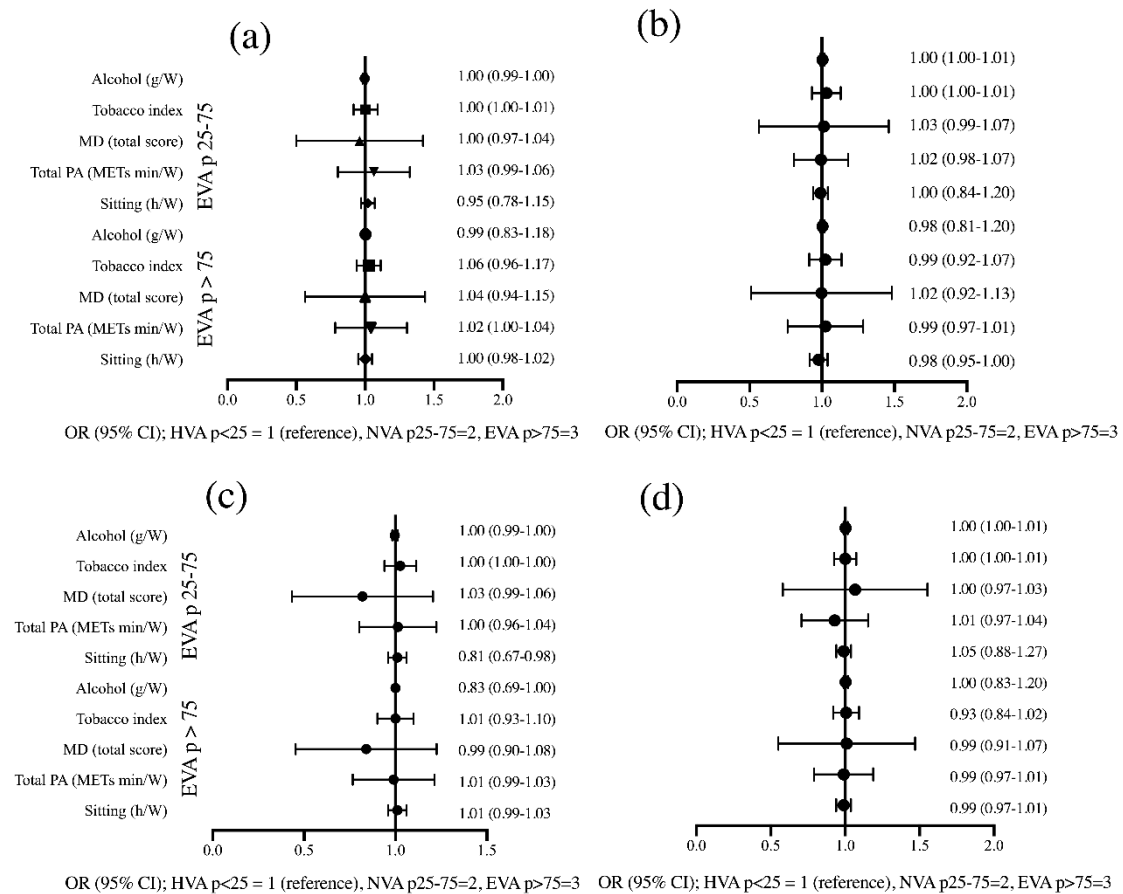 (a)
EVA p 25-75
EVA p > 75
Alcohol (g/W) 1.00 (0.99-1.00)
Tobacco index 1.00 (1.00-1.01)
MD (total score) 1.00 (0.97-1.04)
Total PA (METs min/W) 1.03 (0.99-1.06)
Sitting (h/W) 0.95 (0.78-1.15)
Alcohol (g/W) 0.99 (0.83-1.18)
Tobacco index 1.06 (0.96-1.17)
MD (total score) 1.04 (0.94-1.15)
Total PA (METs min/W) 1.02 (1.00-1.04)
Sitting (h/W) 1.00 (0.98-1.02)
0.0 0.5 1.0 1.5 2.0
OR (95% CI); HVA p<25 = 1 (reference), NVA p25-75=2, EVA p>75=3
(b)
1.00 (1.00-1.01)
1.00 (1.00-1.01)
1.03 (0.99-1.07)
1.02 (0.98-1.07)
1.00 (0.84-1.20)
0.98 (0.81-1.20)
0.99 (0.92-1.07)
1.02 (0.92-1.13)
0.99 (0.97-1.01)
0.98 (0.95-1.00)
0.0 0.5 1.0 1.5 2.0
OR (95% CI); HVA p<25 = 1 (reference), NVA p25-75=2, EVA p>75=3
(c)
EVA p 25-75
EVA p > 75
Alcohol (g/W) 1.00 (0.99-1.00)
Tobacco index 1.00 (1.00-1.00)
MD (total score) 1.03 (0.99-1.06)
Total PA (METs min/W) 1.00 (0.96-1.04)
Sitting (h/W) 0.81 (0.67-0.98)
Alcohol (g/W) 0.83 (0.69-1.00)
Tobacco index 1.01 (0.93-1.10)
MD (total score) 0.99 (0.90-1.08)
Total PA (METs min/W) 1.01 (0.99-1.03)
Sitting (h/W) 1.01 (0.99-1.03
0.0 0.5 1.0 1.5
OR (95% CI); HVA p<25 = 1 (reference), NVA p25-75=2, EVA p>75=3
(d)
1.00 (1.00-1.01)
1.00 (1.00-1.01)
1.00 (0.97-1.03)
1.01 (0.97-1.04)
1.05 (0.88-1.27)
1.00 (0.83-1.20)
0.93 (0.84-1.02)
0.99 (0.91-1.07)
0.99 (0.97-1.01)
0.99 (0.97-1.01)
0.0 0.5 1.0 1.5 2.0
OR (95% CI); HVA p<25 = 1 (reference), NVA p25-75=2, EVA p>75=3